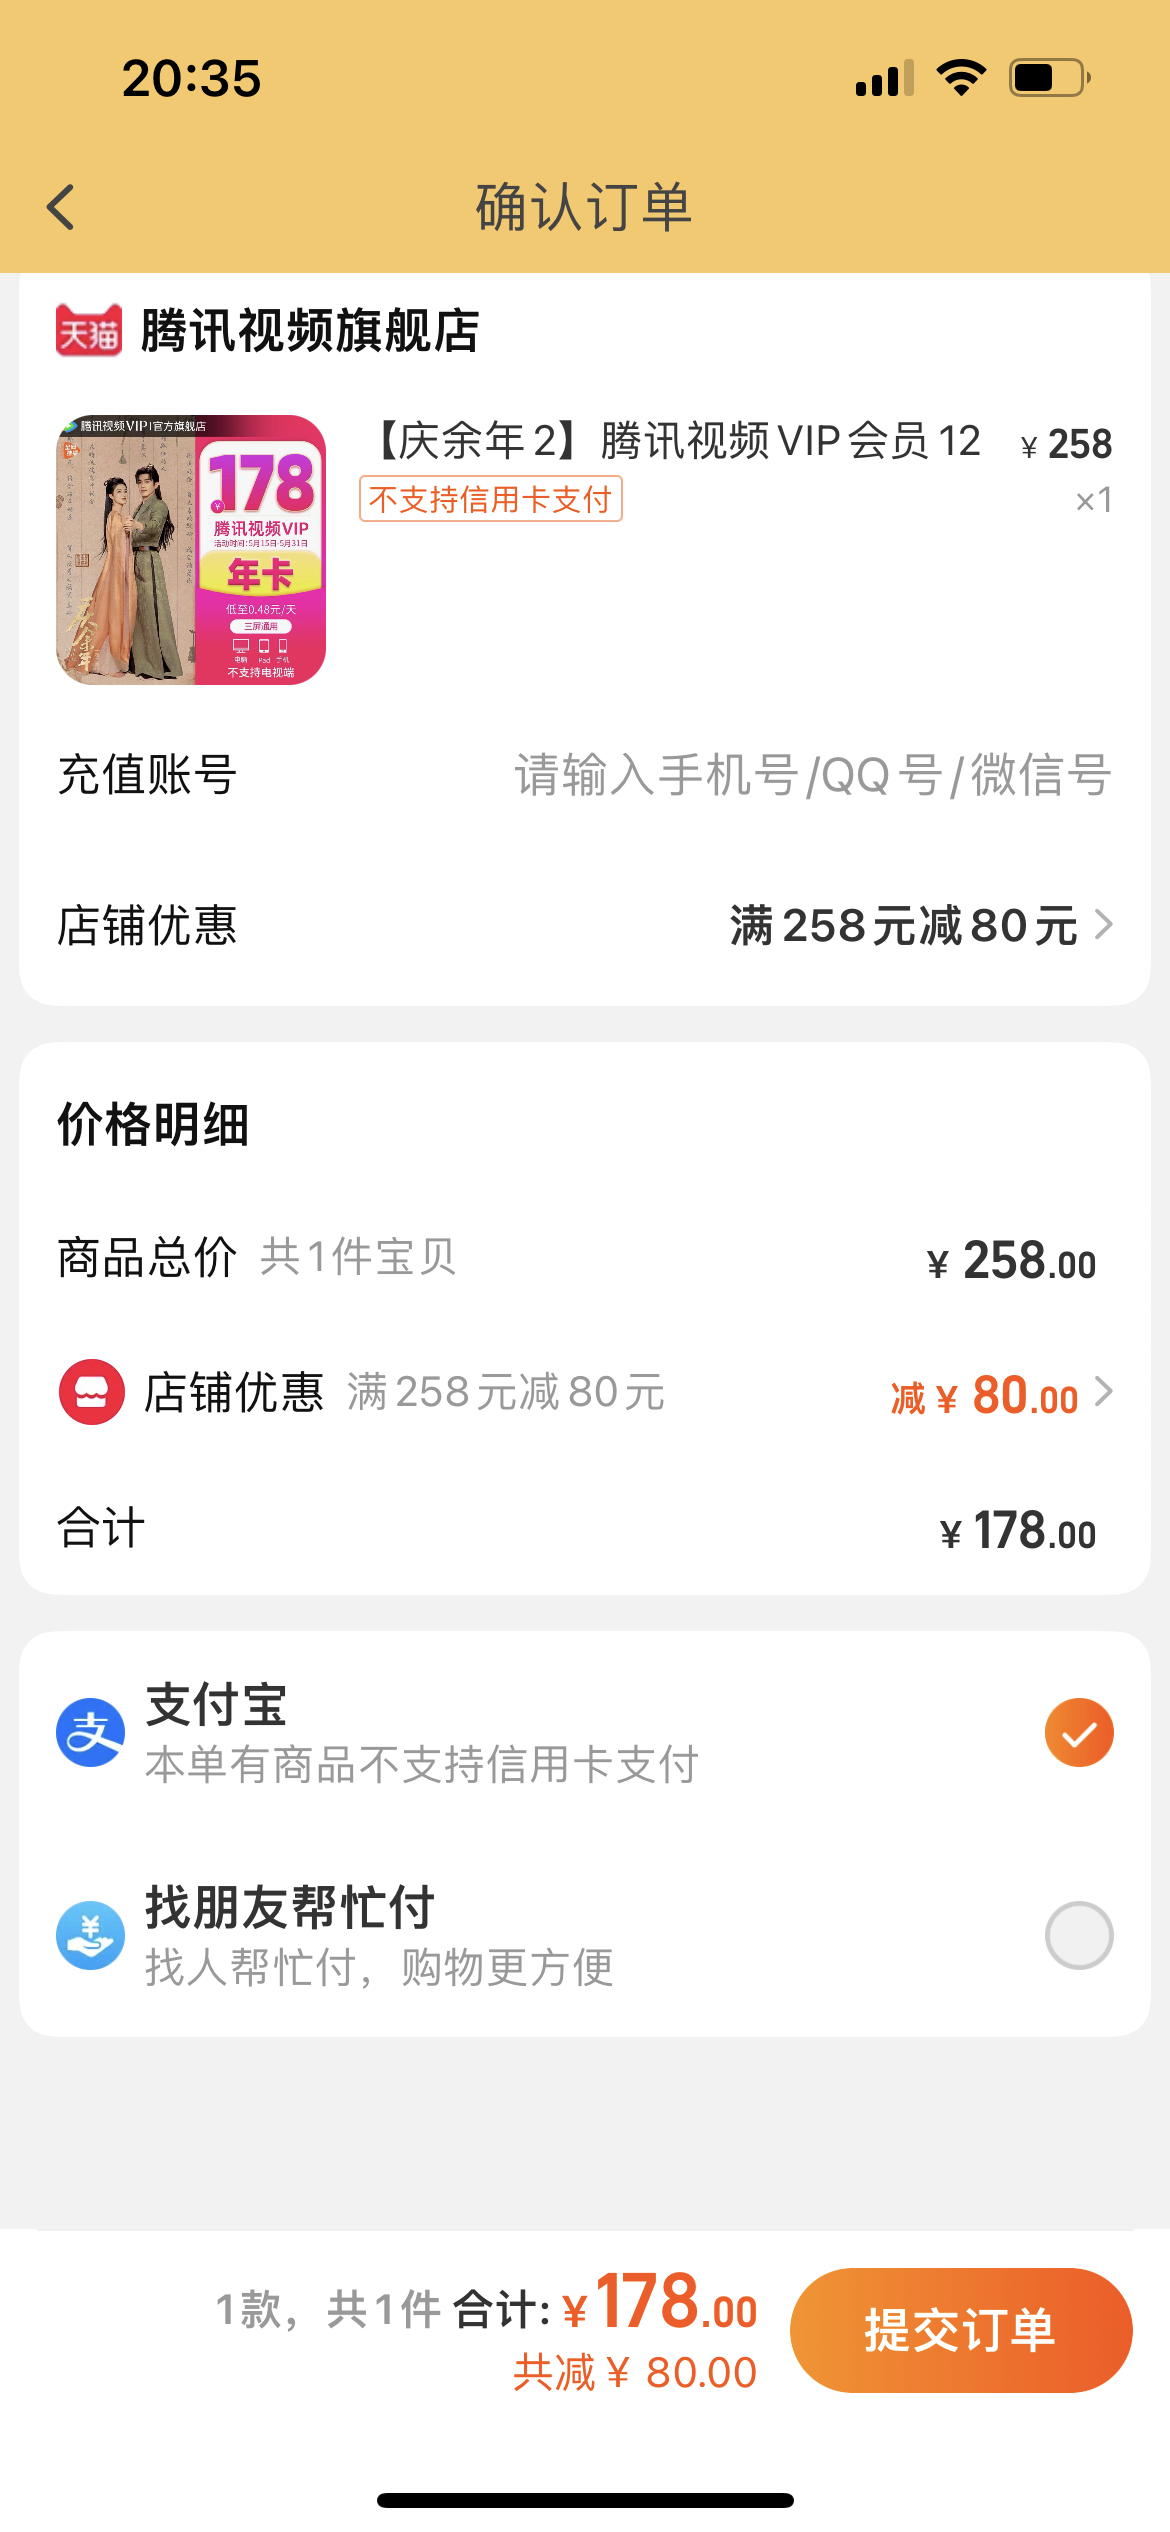 20:35
确认订单
天猫 腾讯视频旗舰店
腾讯视频VIP|官方旗舰店
178
¥
腾讯视频VIP
活动时间:5月15日-5月31日
年卡
低至0.48元/天
三屏通用
电脑 Pad 手机
不支持电视端
庆余年
【庆余年2】腾讯视频VIP会员12
¥ 258
不支持信用卡支付
×1
充值账号 请输入手机号/QQ号/微信号
店铺优惠 满258元减80元
价格明细
商品总价 共1件宝贝 ¥ 258.00
店铺优惠 满258元减80元 减 ¥ 80.00
合计 ¥ 178.00
支 支付宝
本单有商品不支持信用卡支付
¥ 找朋友帮忙付
找人帮忙付，购物更方便
1款，共1件 合计: ¥178.00
共减 ¥ 80.00
提交订单